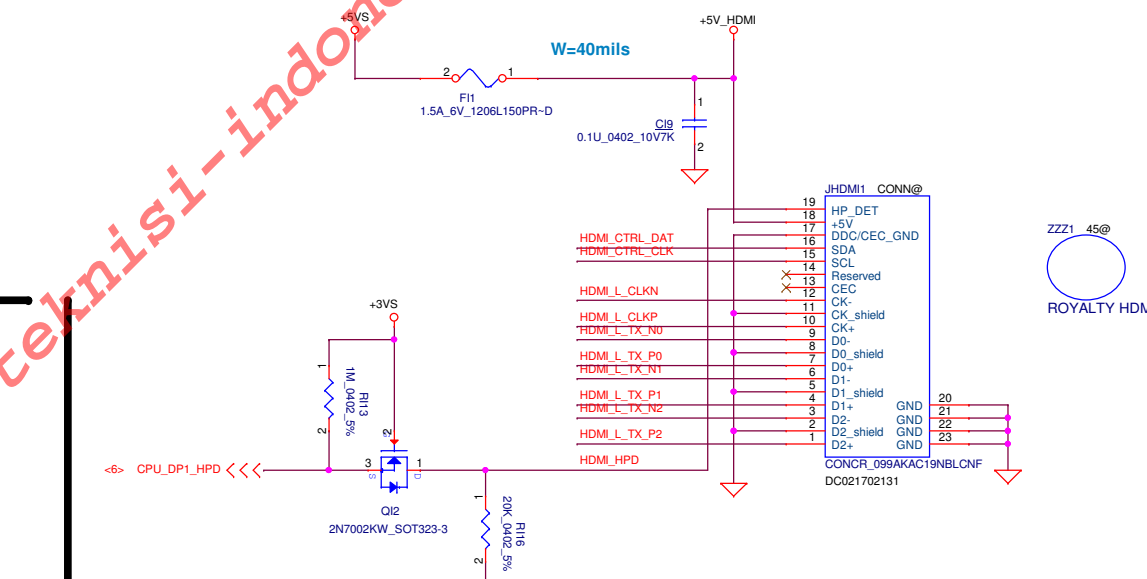 +5VS
+5V_HDMI
W=40mils
2
1
FI1
1.5A_6V_1206L150PR~D
1
CI9
0.1U_0402_10V7K
2
JHDMI1 CONN@
19 HP_DET
18 +5V
17 DDC/CEC_GND
HDMI_CTRL_DAT 16 SDA
HDMI_CTRL_CLK 15 SCL
14 Reserved
13 CEC
HDMI_L_CLKN 12 CK-
11 CK_shield
HDMI_L_CLKP 10 CK+
HDMI_L_TX_N0 9 D0-
8 D0_shield
HDMI_L_TX_P0 7 D0+
HDMI_L_TX_N1 6 D1-
5 D1_shield
HDMI_L_TX_P1 4 D1+ GND 20
HDMI_L_TX_N2 3 D2- GND 21
2 D2_shield GND 22
HDMI_L_TX_P2 1 D2+ GND 23
HDMI_HPD
CONCR_099AKAC19NBLCNF
DC021702131
ZZZ1 45@
ROYALTY HDM
+3VS
1
RI13
1M_0402_5%
2
2
G
<6> CPU_DP1_HPD
3
S
1
D
QI2
2N7002KW_SOT323-3
1
RI16
20K_0402_5%
2
teknisi-indone